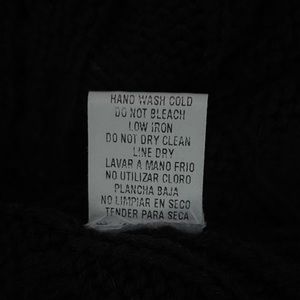 HAND WASH COLD
DO NOT BLEACH
LOW IRON
DO NOT DRY CLEAN
LINE DRY
LAVAR A MANO FRIO
NO UTILIZAR CLORO
PLANCHA BAJA
NO LIMPIAR EN SECO
TENDER PARA SECA